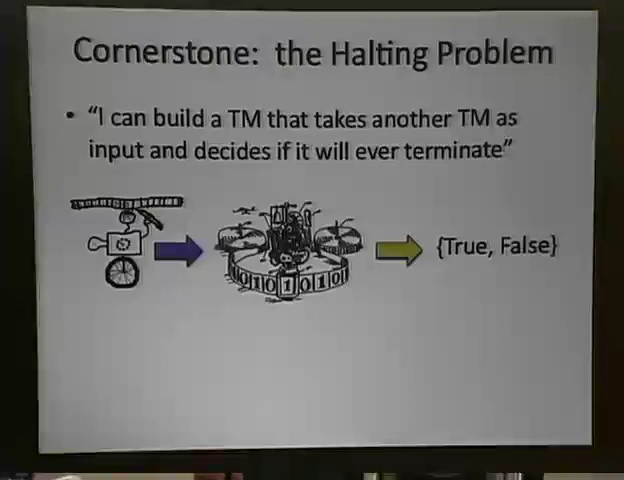 Cornerstone: the Halting Problem
• “I can build a TM that takes another TM as
input and decides if it will ever terminate”
{True, False}
0101010